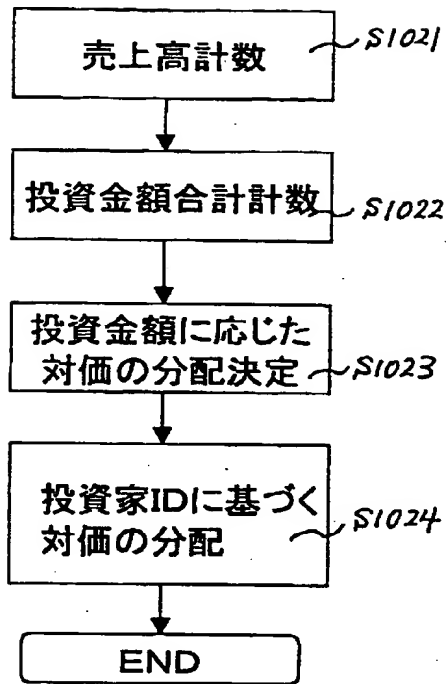 売上高計数
S1021
投資金額合計計数
S1022
投資金額に応じた
対価の分配決定
S1023
投資家IDに基づく
対価の分配
S1024
END